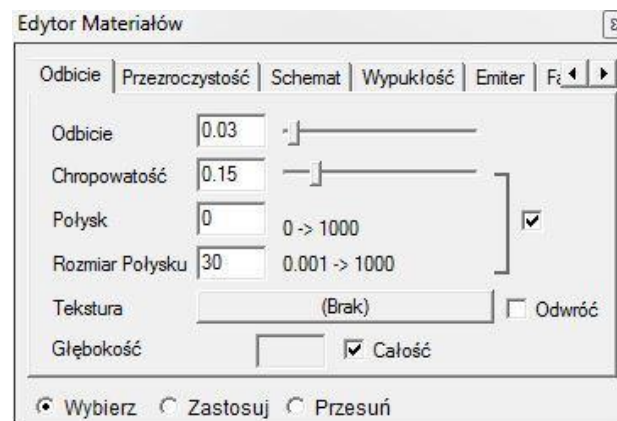 Edytor Materiałów
Odbicie Przezroczystość Schemat Wypukłość Emiter
Odbicie 0.03
Chropowatość 0.15
Połysk 0 0 -> 1000
Rozmiar Połysku 30 0.001 -> 1000
Tekstura (Brak) Odwróć
Głębokość Całość
Wybierz Zastosuj Przesuń